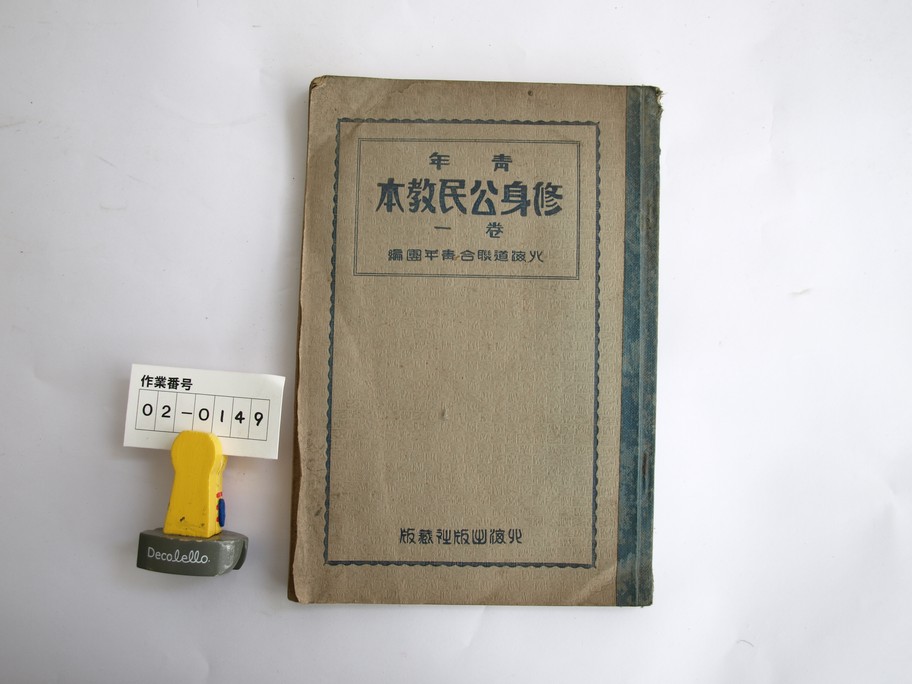 青年
修身公民教本
卷一
北海道聯合青年團編
北海出版社藏版
作業番号
02-0149
Decolello.